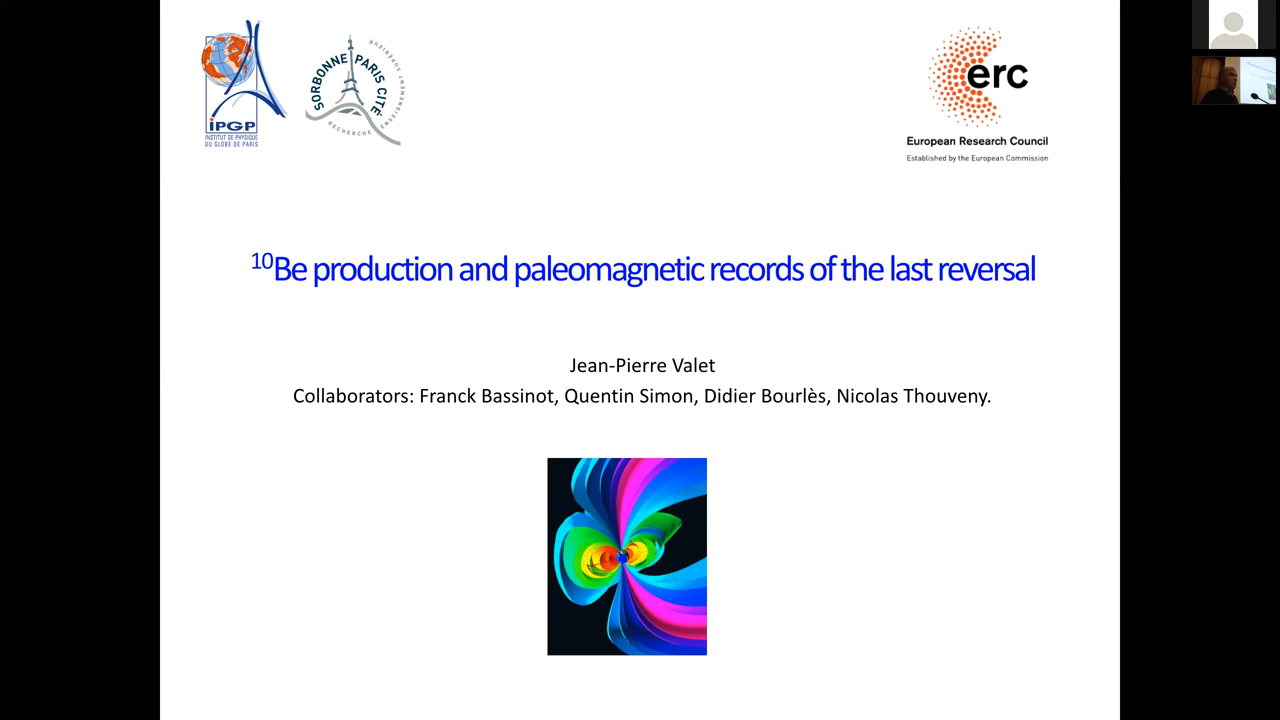 iPGP
INSTITUT DE PHYSIQUE
DU GLOBE DE PARIS
SORBONNE PARIS CITÉ
RECHERCHE ENSEIGNEMENT SUPÉRIEUR
erc
European Research Council
Established by the European Commission
¹⁰Be production and paleomagnetic records of the last reversal
Jean-Pierre Valet
Collaborators: Franck Bassinot, Quentin Simon, Didier Bourlès, Nicolas Thouveny.